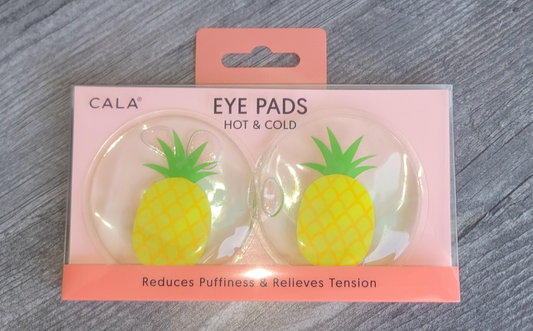 CALA®
EYE PADS
HOT & COLD
Reduces Puffiness & Relieves Tension